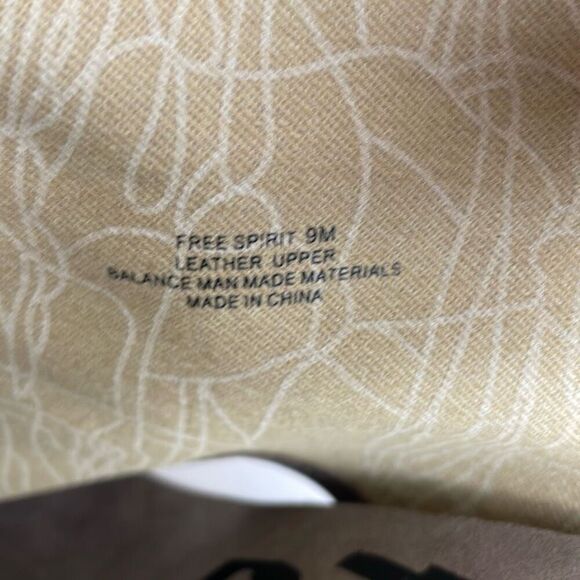 FREE SPIRIT 9M
LEATHER UPPER
BALANCE MAN MADE MATERIALS
MADE IN CHINA